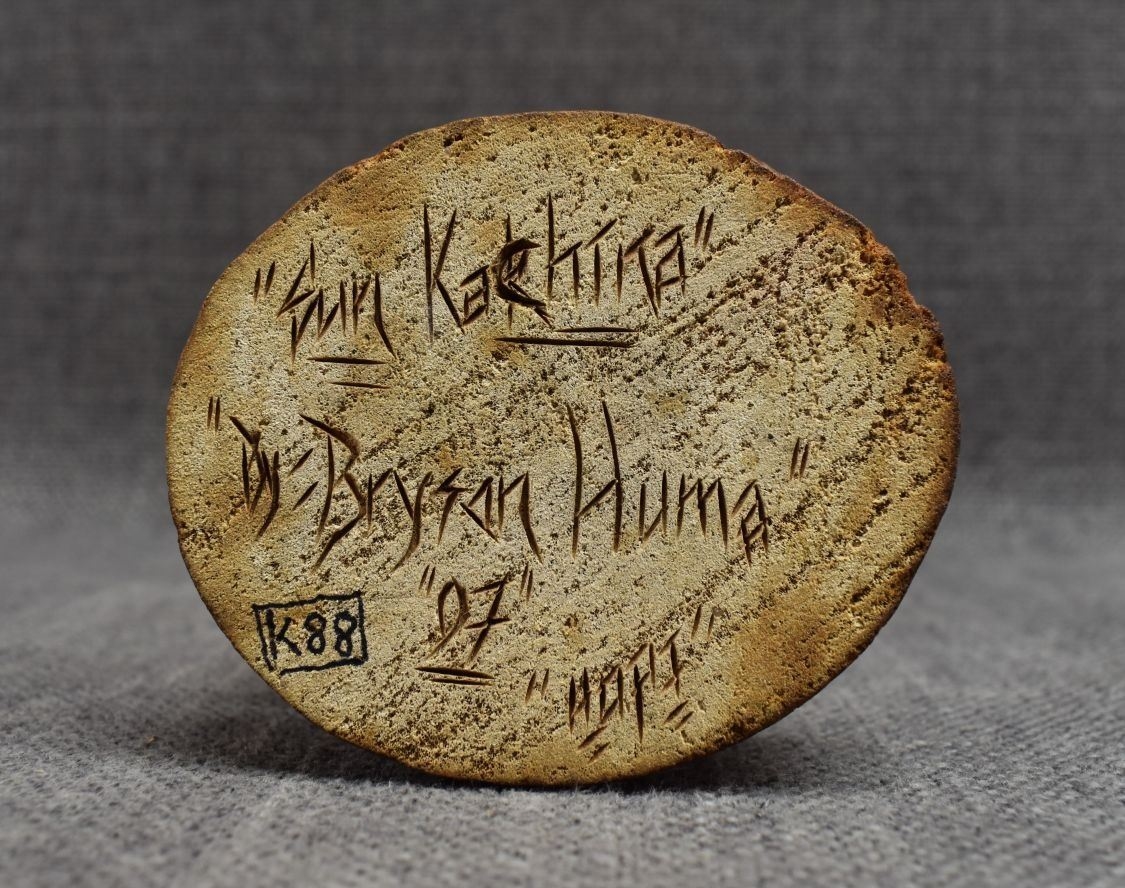 "Sun Kachina"
"By: Bryson Huma"
"97"
K88
"HOPI"